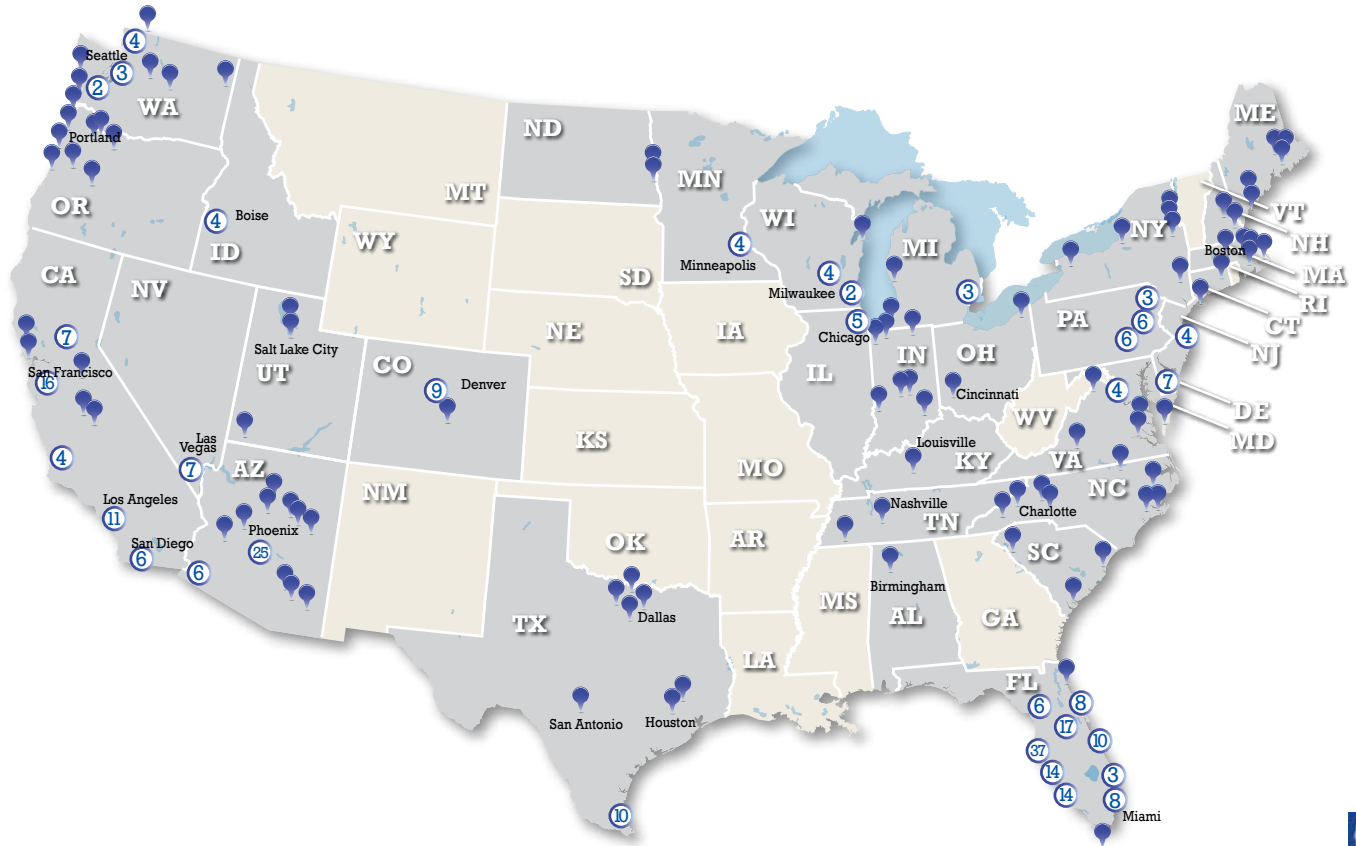 4
Seattle
3
2
WA
Portland
OR
4
Boise
ID
MT
ND
MN
ME
WI
MI
NY
VT
NH
Boston
MA
RI
CT
NJ
WY
SD
4
Minneapolis
4
Milwaukee
2
3
CA
NV
7
San Francisco
16
Salt Lake City
UT
CO
9
Denver
NE
IA
5
Chicago
IL
IN
OH
Cincinnati
PA
3
6
6
4
7
4
DE
MD
WV
VA
KS
MO
Louisville
KY
4
Las
Vegas
7
AZ
NM
Los Angeles
11
San Diego
6
6
Phoenix
25
OK
AR
Nashville
TN
Charlotte
NC
SC
Birmingham
MS
AL
GA
TX
Dallas
LA
San Antonio
Houston
10
FL
6
8
17
10
37
14
3
14
8
Miami